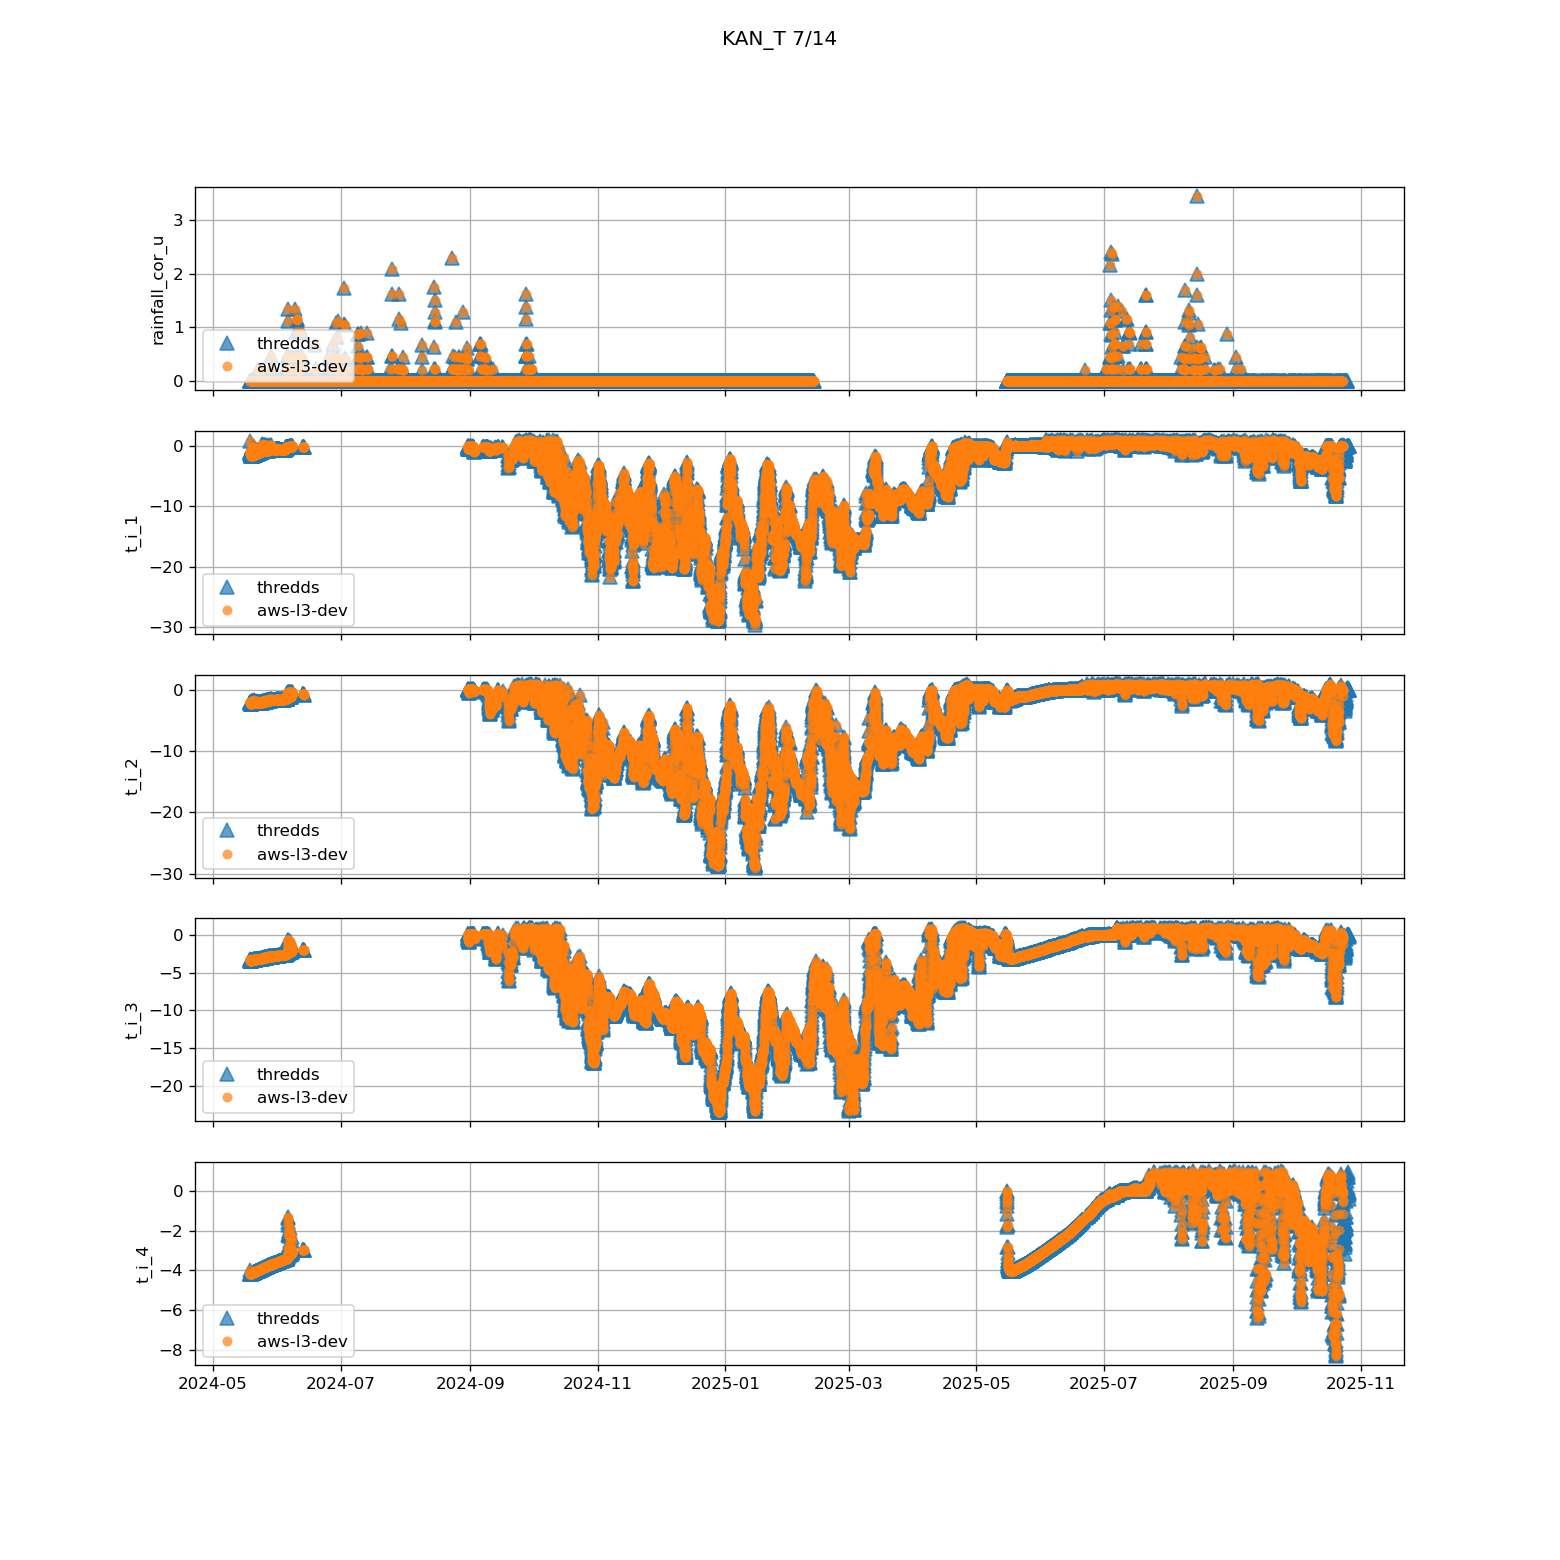 KAN_T 7/14
rainfall_cor_u
3
2
1
0
thredds
aws-l3-dev
t_i_1
0
−10
−20
−30
thredds
aws-l3-dev
t_i_2
0
−10
−20
−30
thredds
aws-l3-dev
t_i_3
0
−5
−10
−15
−20
thredds
aws-l3-dev
t_i_4
0
−2
−4
−6
−8
thredds
aws-l3-dev
2024-05 2024-07 2024-09 2024-11 2025-01 2025-03 2025-05 2025-07 2025-09 2025-11